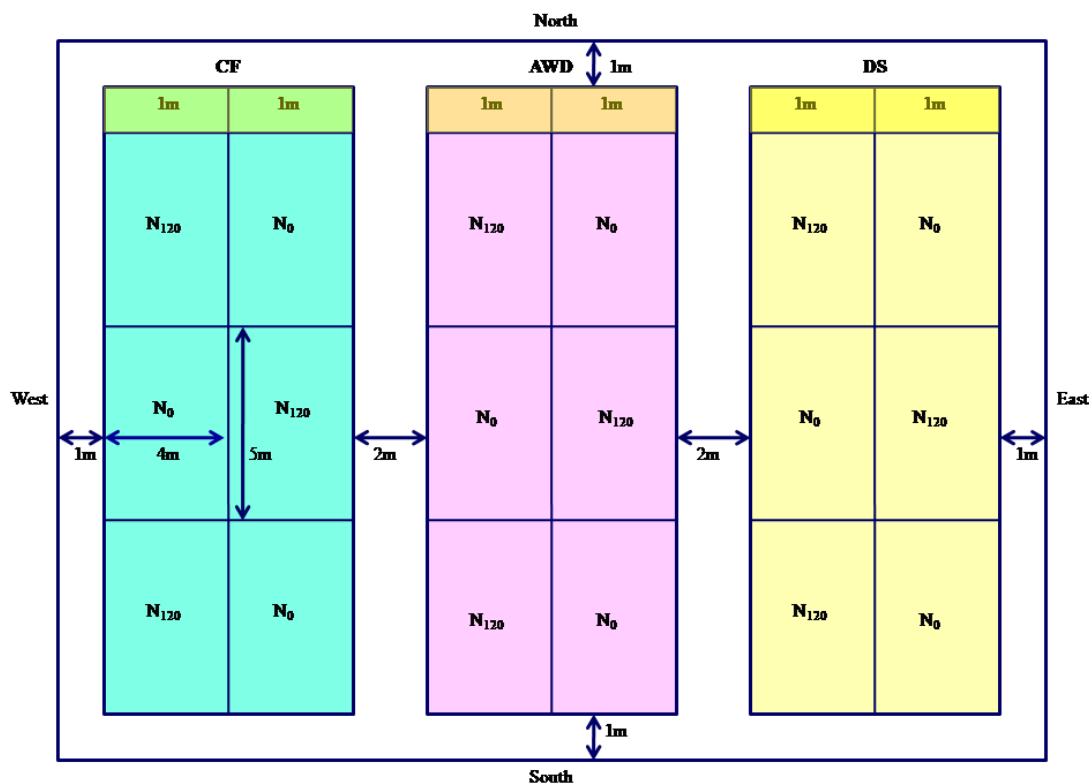 North
CF AWD 1m DS
1m 1m 1m 1m 1m 1m
N₁₂₀ N₀ N₁₂₀ N₀ N₁₂₀ N₀
West N₀ N₁₂₀ N₀ N₁₂₀ N₀ N₁₂₀ East
1m 4m 5m 2m 2m 1m
N₁₂₀ N₀ N₁₂₀ N₀ N₁₂₀ N₀
1m
South